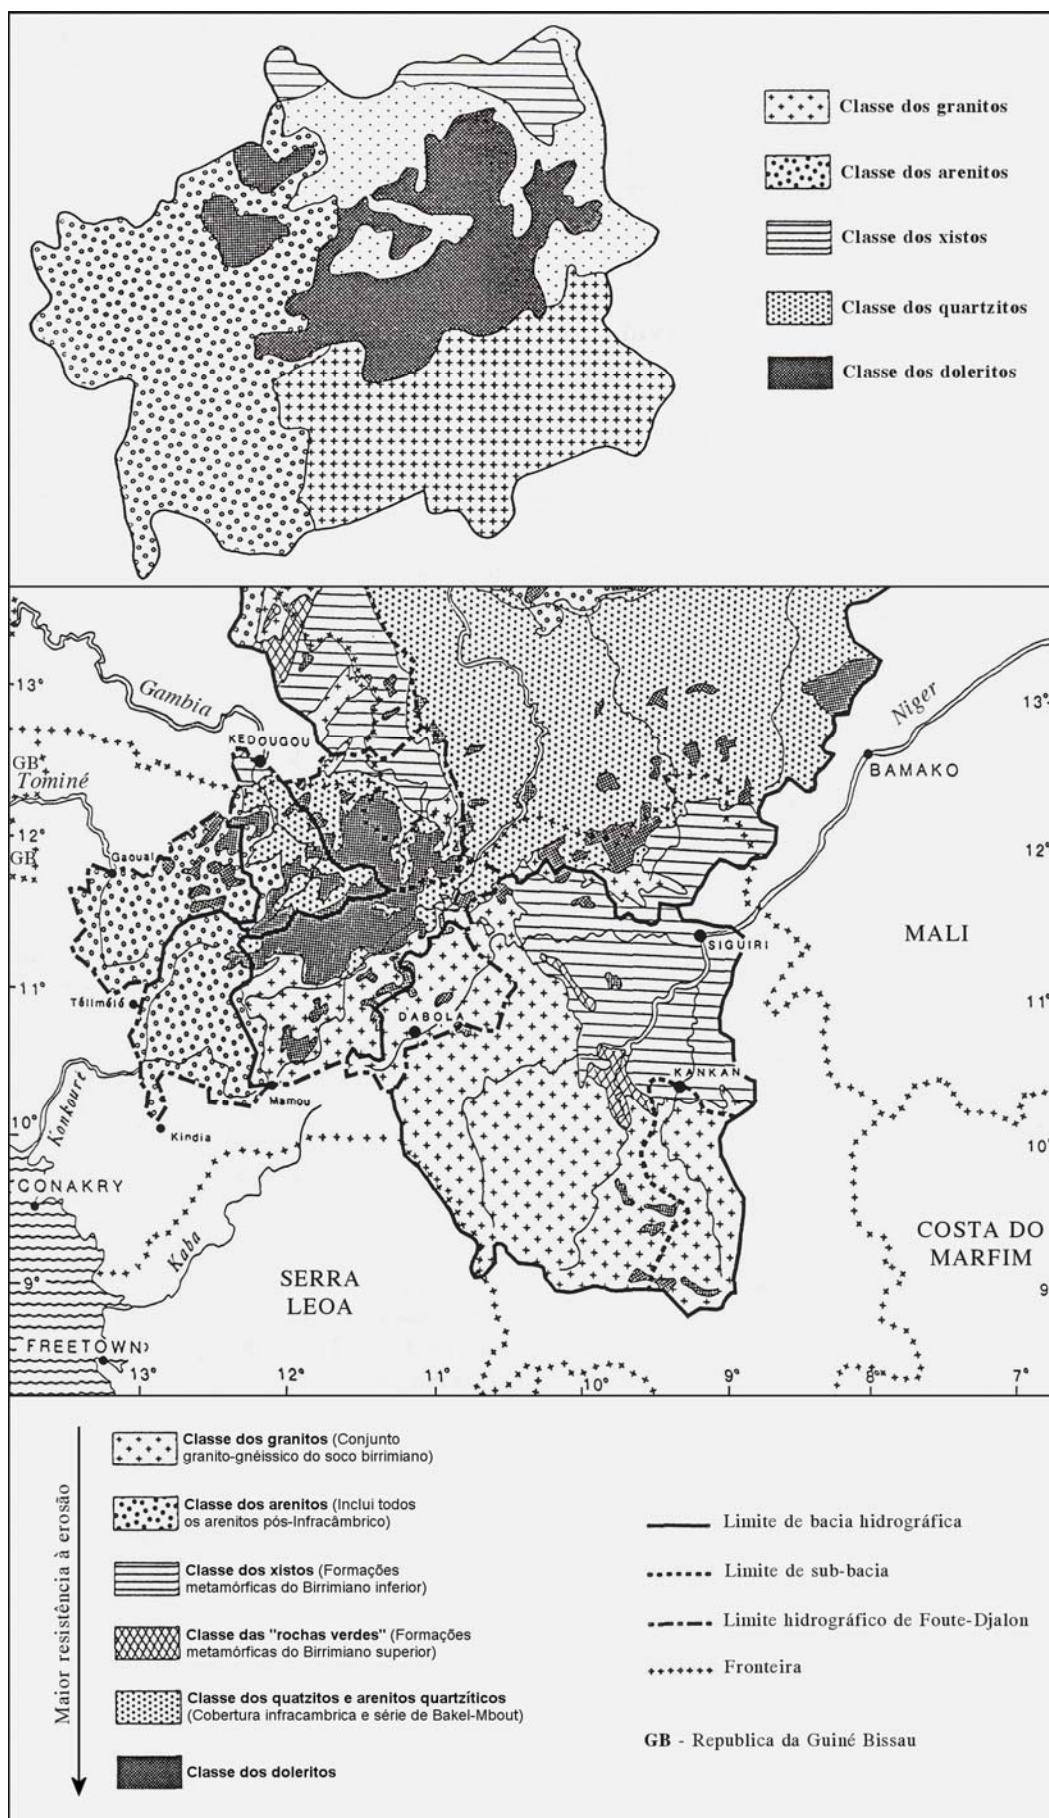 Classe dos granitos
Classe dos arenitos
Classe dos xistos
Classe dos quartzitos
Classe dos doleritos
13°
13°
Gambia
Niger
KEDOUGOU
GB
BAMAKO
Tominé
12°
12°
GB
Gaoual
MALI
SIGUIRI
11°
11°
Télimélé
DABOLA
KANKAN
Mamou
Konkouré
10°
10°
Kindia
CONAKRY
Kaba
COSTA DO
MARFIM
SERRA
LEOA
9°
9
FREETOWN
13°
12°
11°
10°
9°
8°
7°
Maior resistência à erosão
Classe dos granitos (Conjunto
granito-gnéissico do soco birrimiano)
Classe dos arenitos (Inclui todos
os arenitos pós-Infracâmbrico)
Classe dos xistos (Formações
metamórficas do Birrimiano inferior)
Classe das "rochas verdes" (Formações
metamórficas do Birrimiano superior)
Classe dos quatzitos e arenitos quartzíticos
(Cobertura infracambrica e série de Bakel-Mbout)
Classe dos doleritos
Limite de bacia hidrográfica
Limite de sub-bacia
Limite hidrográfico de Foute-Djalon
Fronteira
GB - Republica da Guiné Bissau